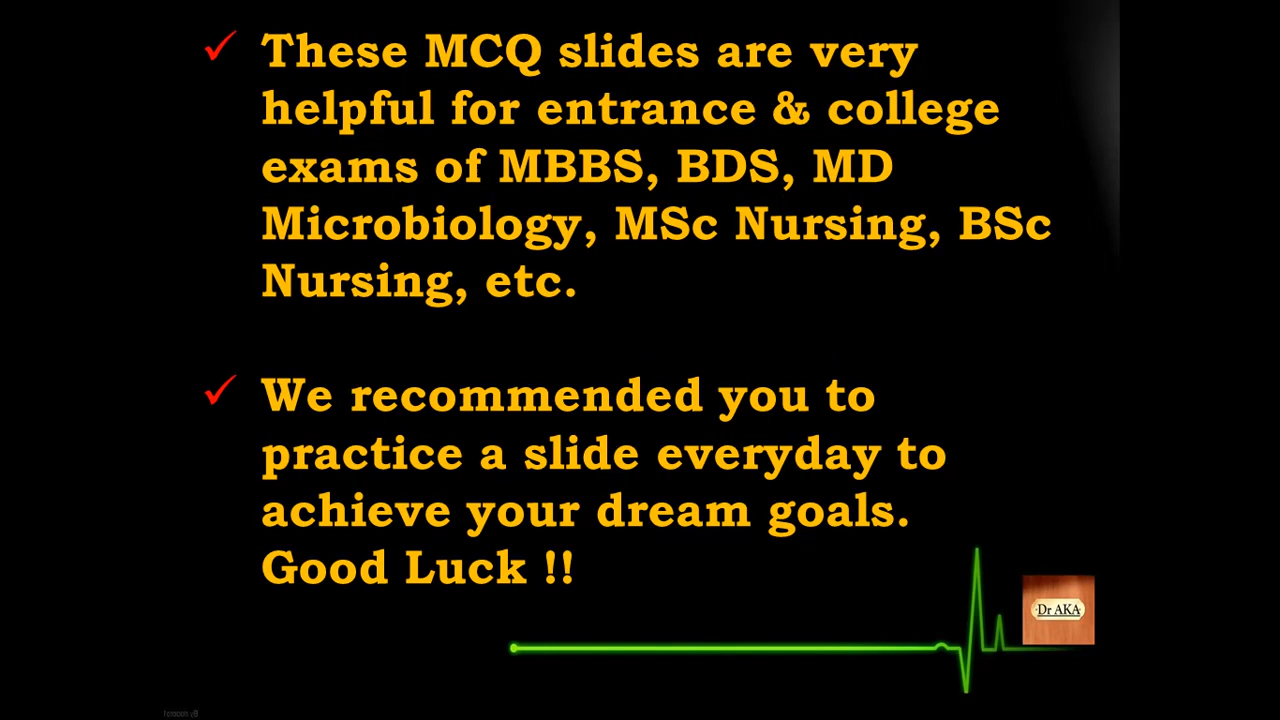 These MCQ slides are very
helpful for entrance & college
exams of MBBS, BDS, MD
Microbiology, MSc Nursing, BSc
Nursing, etc.
We recommended you to
practice a slide everyday to
achieve your dream goals.
Good Luck !!
Dr AKA